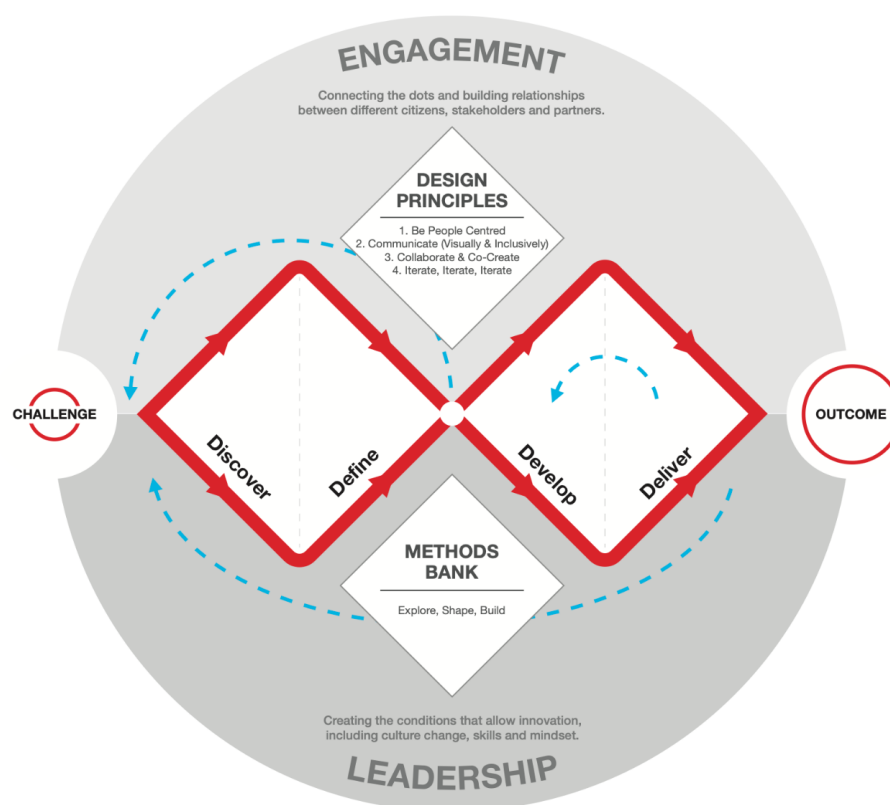 ENGAGEMENT
Connecting the dots and building relationships
between different citizens, stakeholders and partners.
DESIGN
PRINCIPLES
1. Be People Centred
2. Communicate (Visually & Inclusively)
3. Collaborate & Co-Create
4. Iterate, Iterate, Iterate
CHALLENGE
OUTCOME
Discover
Define
Develop
Deliver
METHODS
BANK
Explore, Shape, Build
Creating the conditions that allow innovation,
including culture change, skills and mindset.
LEADERSHIP